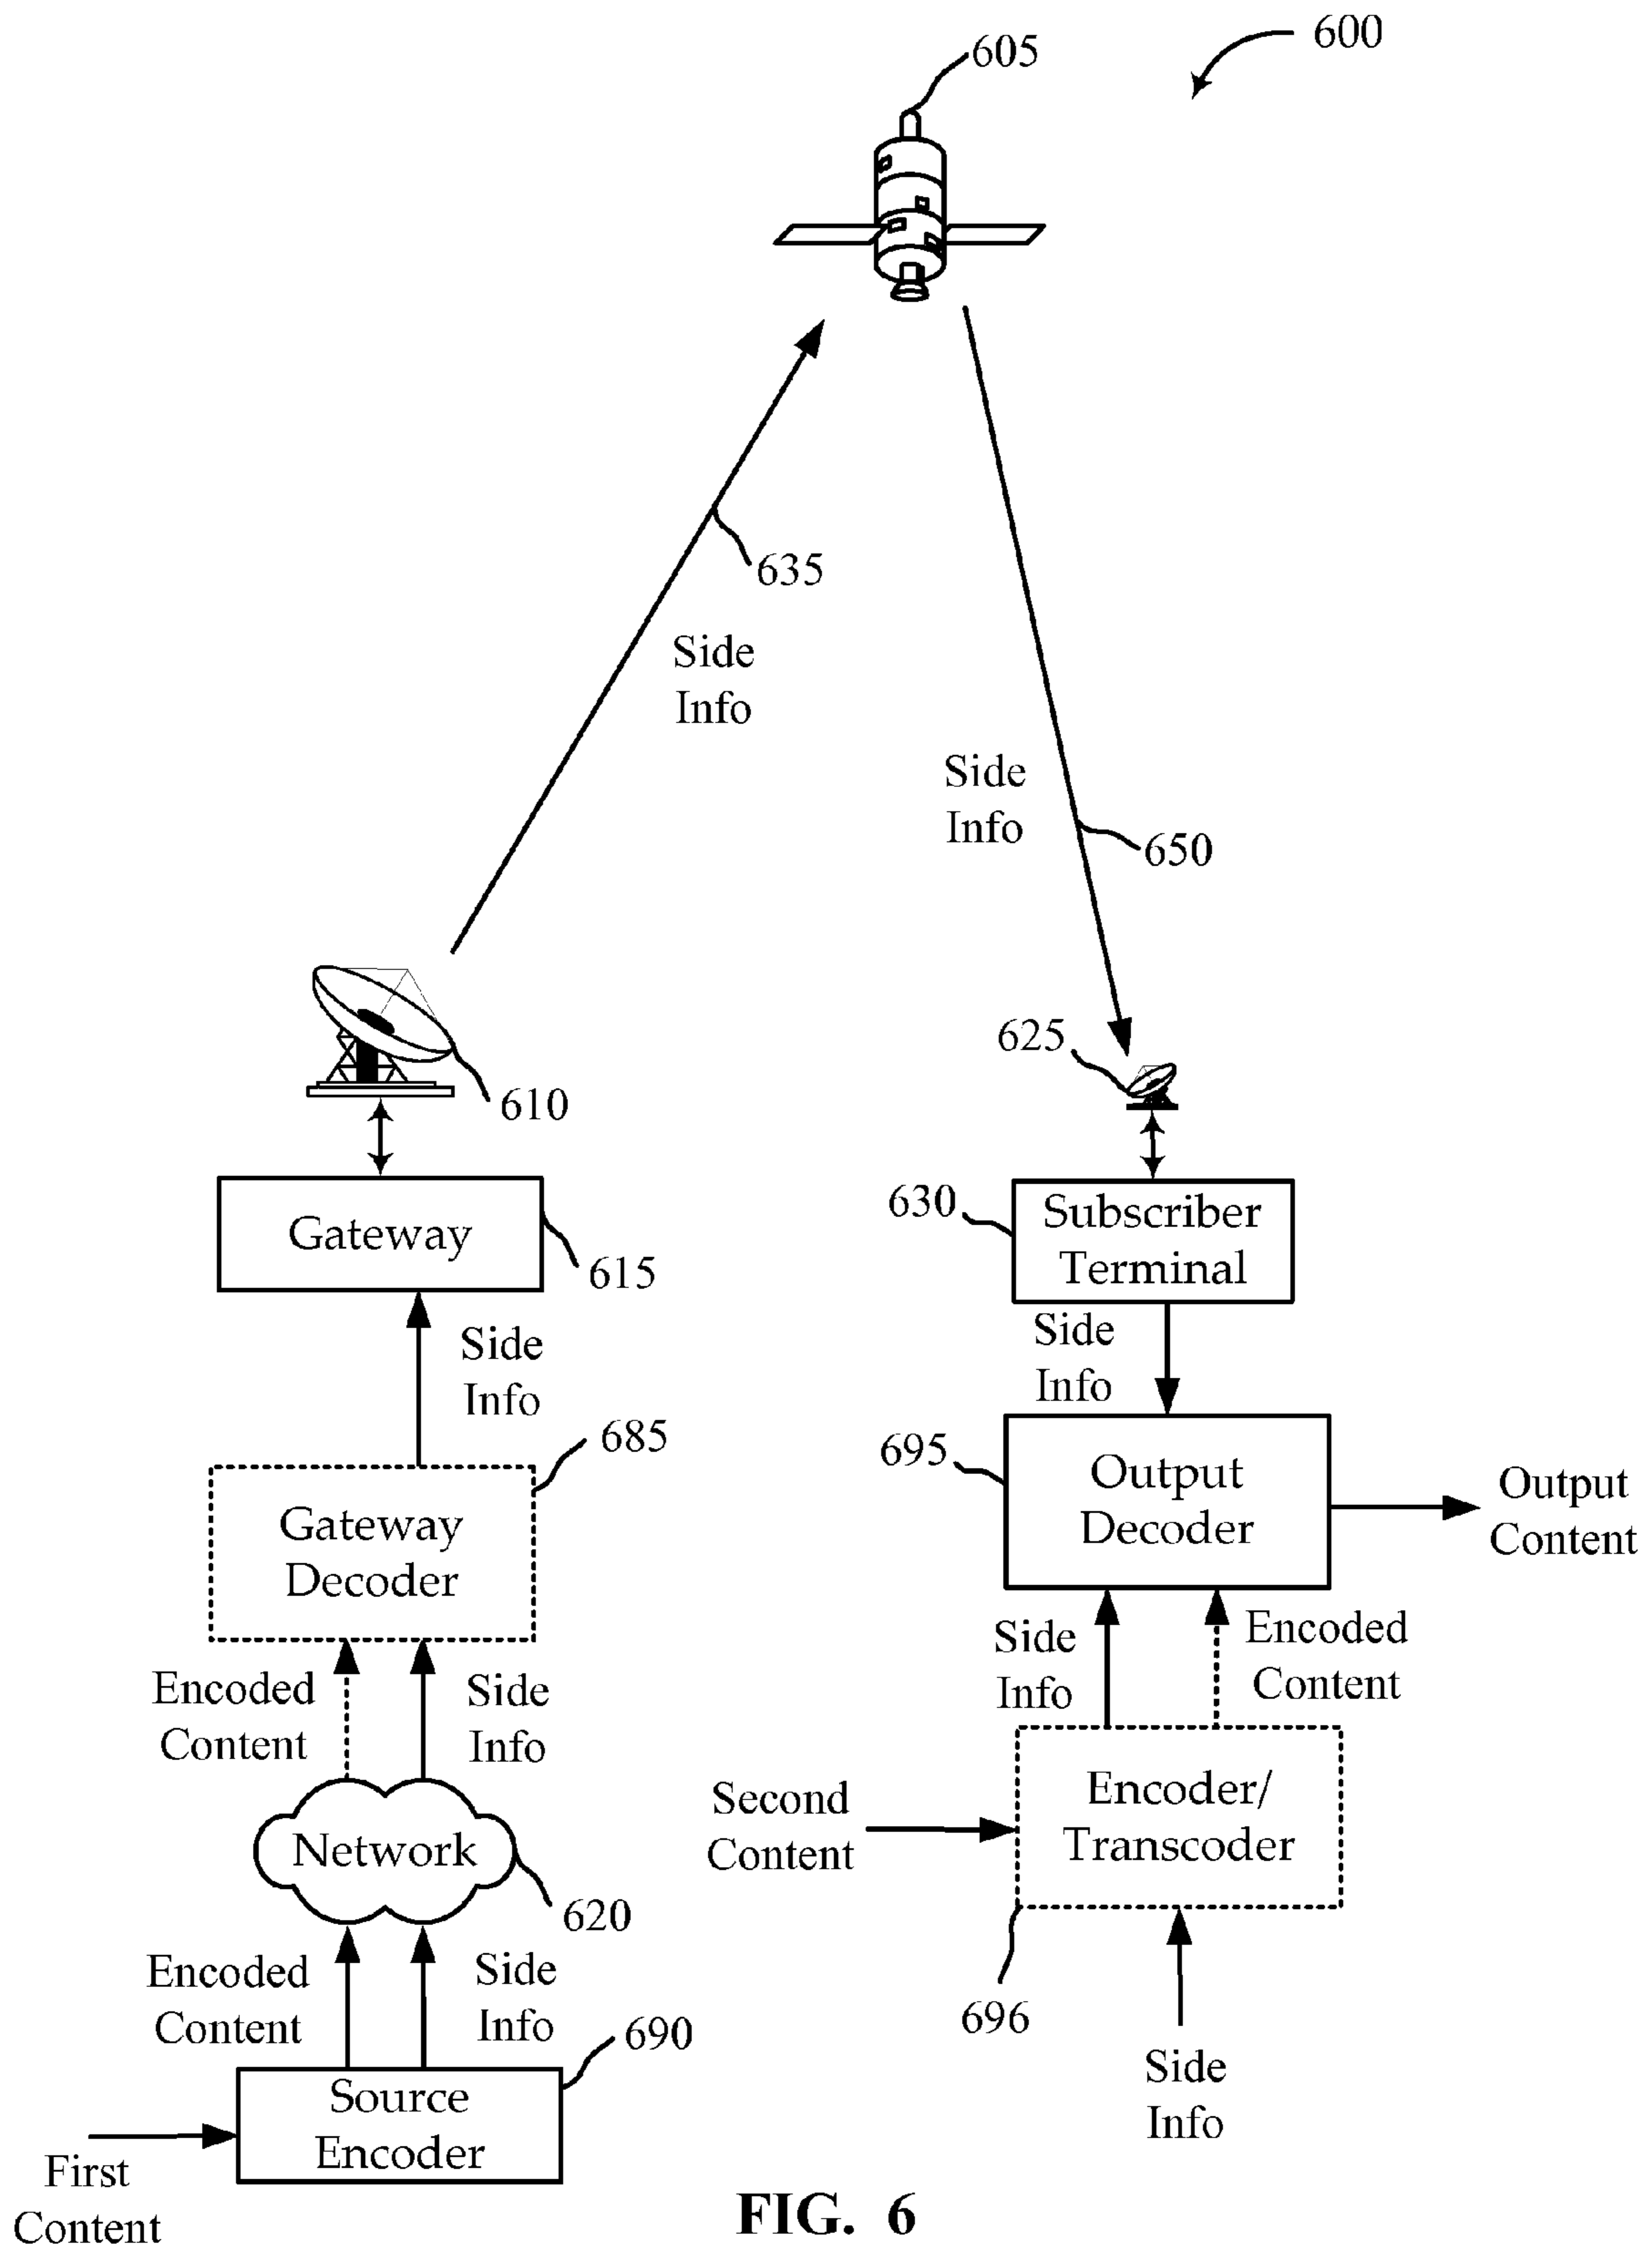 600
605
635
Side
Info
Side
Info
650
625
610
630
Subscriber
Terminal
Gateway
615
Side
Info
Side
Info
685
695
Output
Decoder
Output
Content
Gateway
Decoder
Side
Info
Encoded
Content
Encoded
Content
Side
Info
Second
Content
Encoder/
Transcoder
Network
620
696
Encoded
Content
Side
Info
690
Side
Info
Source
Encoder
First
Content
FIG. 6